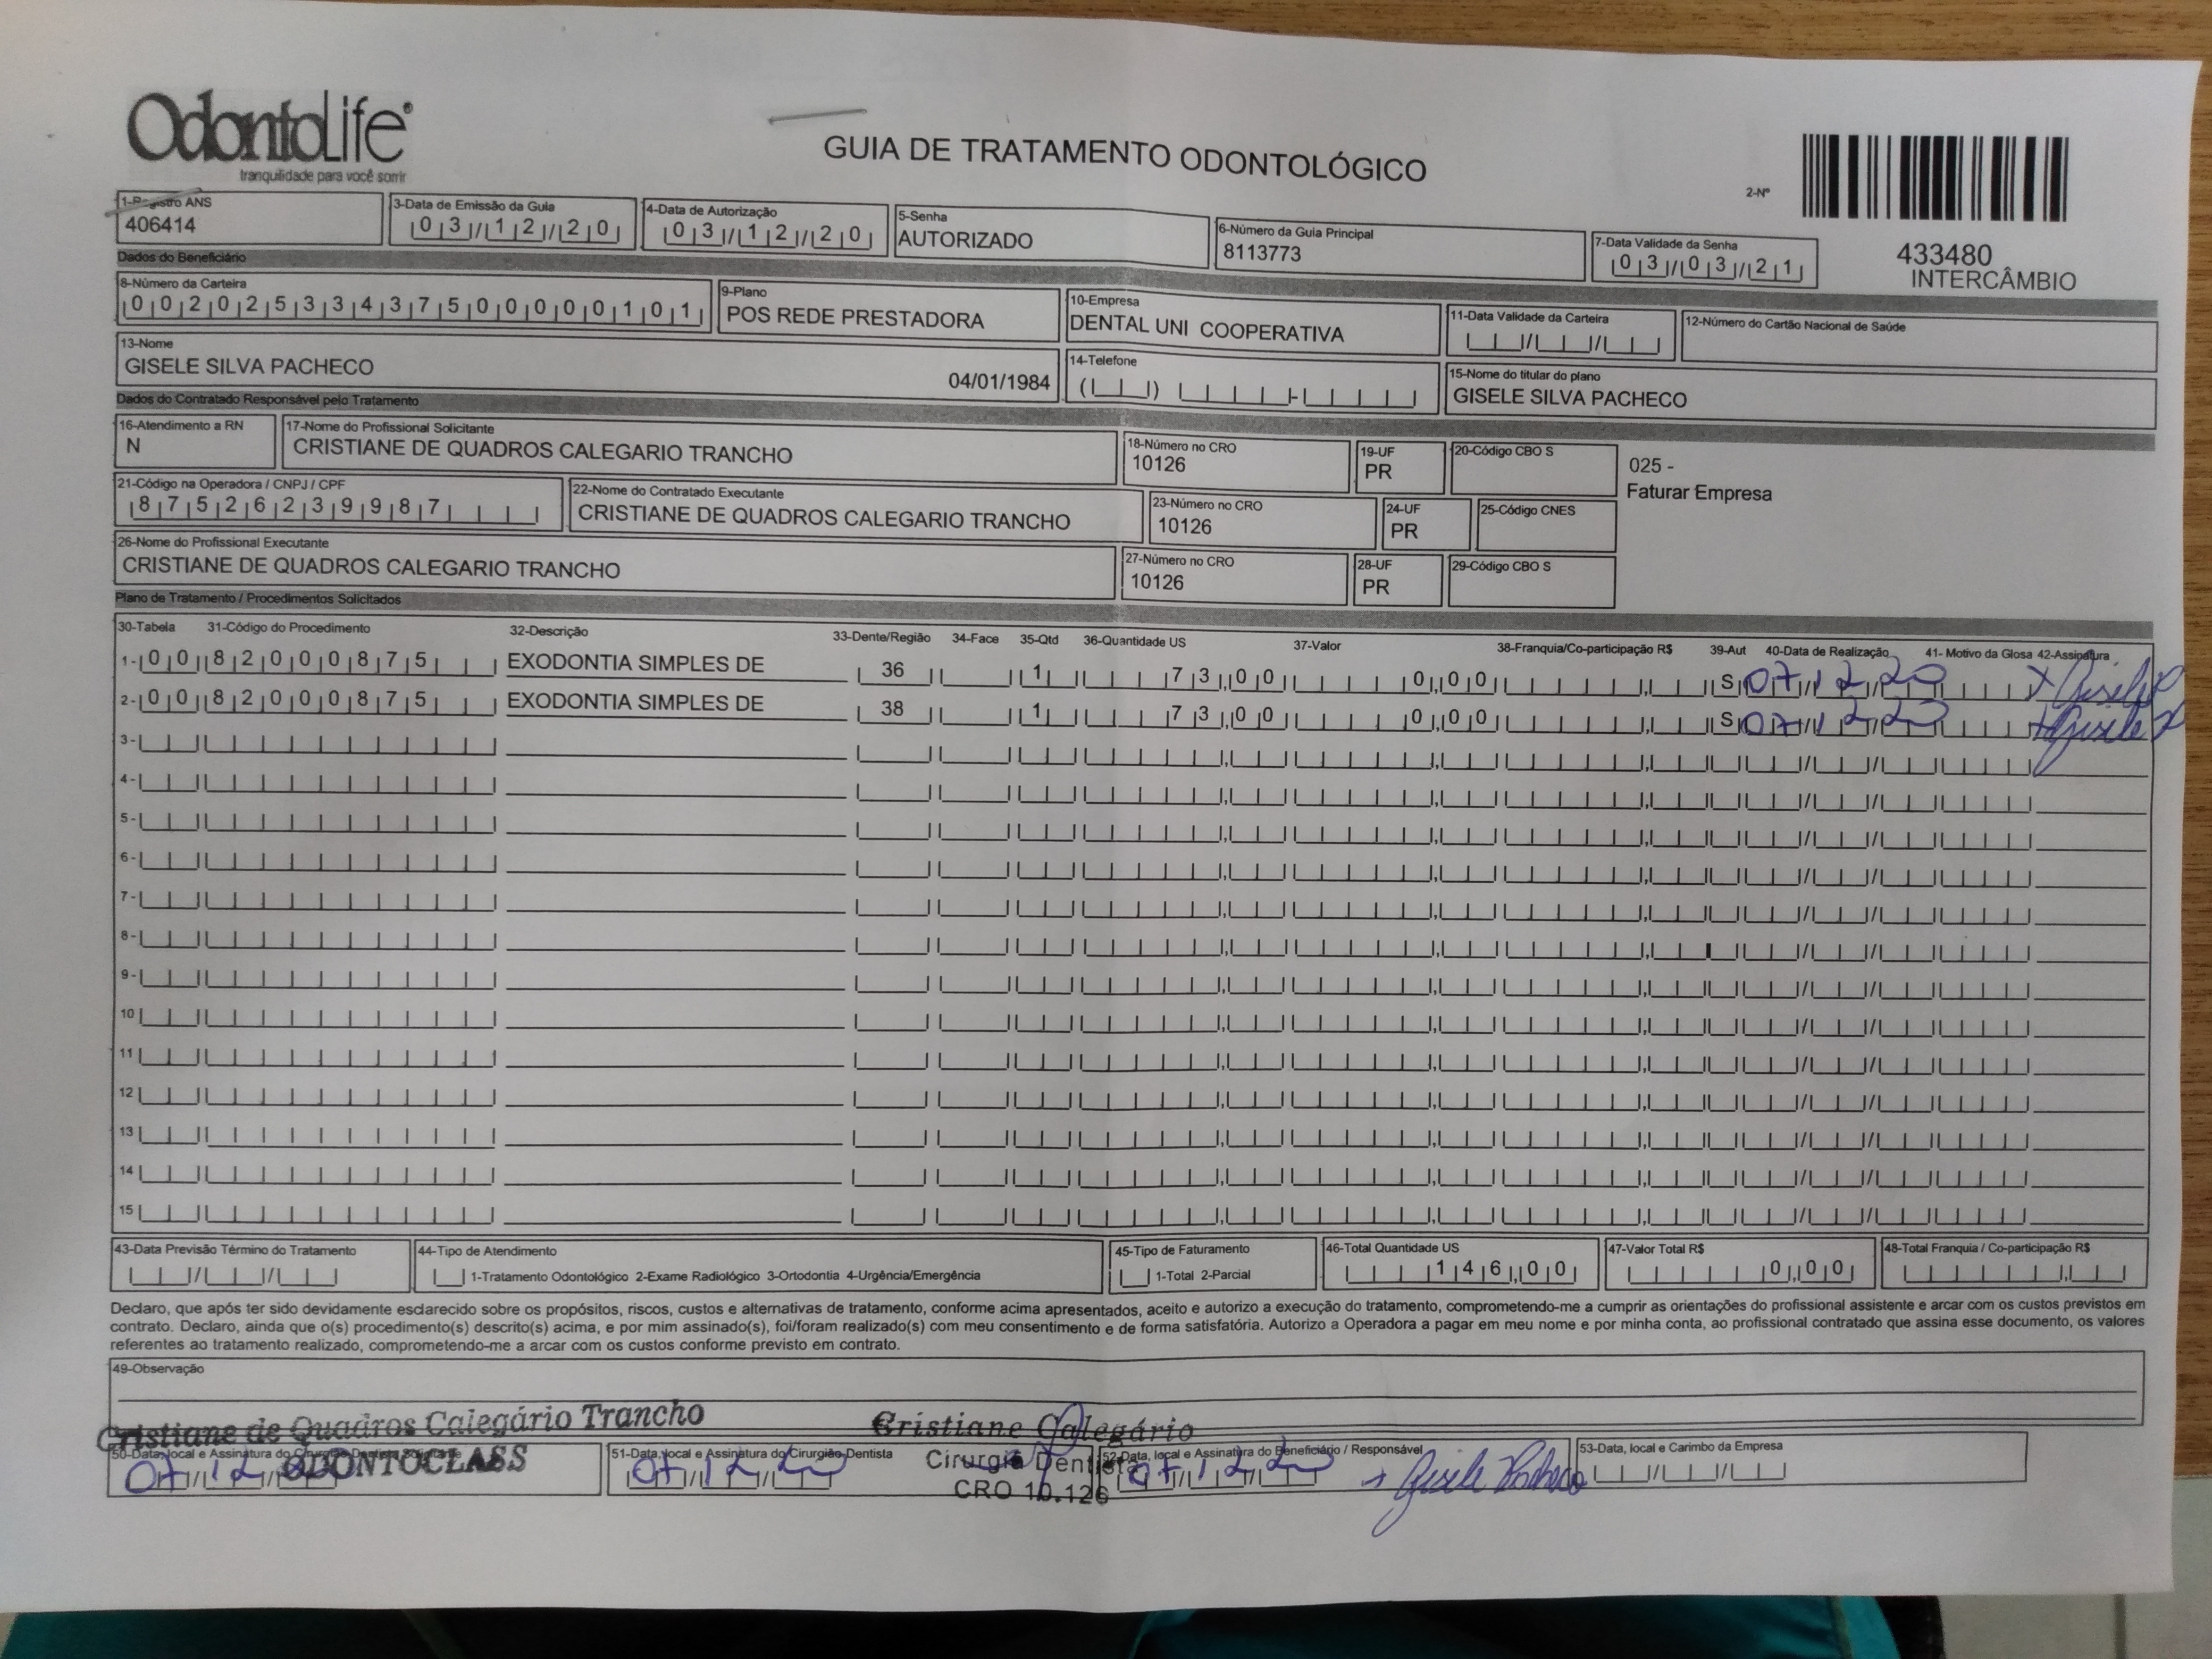 OdontoLife®
tranquilidade para você sorrir
GUIA DE TRATAMENTO ODONTOLÓGICO
2-Nº
433480
INTERCÂMBIO
1-Registro ANS
406414
3-Data de Emissão da Guia
03/12/20
4-Data de Autorização
03/12/20
5-Senha
AUTORIZADO
6-Número da Guia Principal
8113773
7-Data Validade da Senha
03/03/21
Dados do Beneficiário
8-Número da Carteira
00202533437500000101
9-Plano
POS REDE PRESTADORA
10-Empresa
DENTAL UNI COOPERATIVA
11-Data Validade da Carteira
12-Número do Cartão Nacional de Saúde
13-Nome
GISELE SILVA PACHECO 04/01/1984
14-Telefone
15-Nome do titular do plano
GISELE SILVA PACHECO
Dados do Contratado Responsável pelo Tratamento
16-Atendimento a RN
N
17-Nome do Profissional Solicitante
CRISTIANE DE QUADROS CALEGARIO TRANCHO
18-Número no CRO
10126
19-UF
PR
20-Código CBO S
025 -
Faturar Empresa
21-Código na Operadora / CNPJ / CPF
87526239987
22-Nome do Contratado Executante
CRISTIANE DE QUADROS CALEGARIO TRANCHO
23-Número no CRO
10126
24-UF
PR
25-Código CNES
26-Nome do Profissional Executante
CRISTIANE DE QUADROS CALEGARIO TRANCHO
27-Número no CRO
10126
28-UF
PR
29-Código CBO S
Plano de Tratamento / Procedimentos Solicitados
30-Tabela 31-Código do Procedimento 32-Descrição 33-Dente/Região 34-Face 35-Qtd 36-Quantidade US 37-Valor 38-Franquia/Co-participação R$ 39-Aut 40-Data de Realização 41- Motivo da Glosa 42-Assinatura
1- 00 82000875 EXODONTIA SIMPLES DE 36 1 73,00 0,00 S 07/12/20 x Gisele P
2- 00 82000875 EXODONTIA SIMPLES DE 38 1 73,00 0,00 S 07/12/20 x Gisele P
3-
4-
5-
6-
7-
8-
9-
10
11
12
13
14
15
43-Data Previsão Término do Tratamento
44-Tipo de Atendimento
1-Tratamento Odontológico 2-Exame Radiológico 3-Ortodontia 4-Urgência/Emergência
45-Tipo de Faturamento
1-Total 2-Parcial
46-Total Quantidade US
146,00
47-Valor Total R$
0,00
48-Total Franquia / Co-participação R$
Declaro, que após ter sido devidamente esclarecido sobre os propósitos, riscos, custos e alternativas de tratamento, conforme acima apresentados, aceito e autorizo a execução do tratamento, comprometendo-me a cumprir as orientações do profissional assistente e arcar com os custos previstos em
contrato. Declaro, ainda que o(s) procedimento(s) descrito(s) acima, e por mim assinado(s), foi/foram realizado(s) com meu consentimento e de forma satisfatória. Autorizo a Operadora a pagar em meu nome e por minha conta, ao profissional contratado que assina esse documento, os valores
referentes ao tratamento realizado, comprometendo-me a arcar com os custos conforme previsto em contrato.
49-Observação
Cristiane de Quadros Calegário Trancho
ODONTOCLASS
Cristiane Calegário
Cirurgiã Dentista
CRO 10.126
50-Data, local e Assinatura do Cirurgião-Dentista Solicitante
07/12/20
51-Data, local e Assinatura do Cirurgião-Dentista
07/12/20
52-Data, local e Assinatura do Beneficiário / Responsável
07/12/20 x Gisele Pacheco
53-Data, local e Carimbo da Empresa